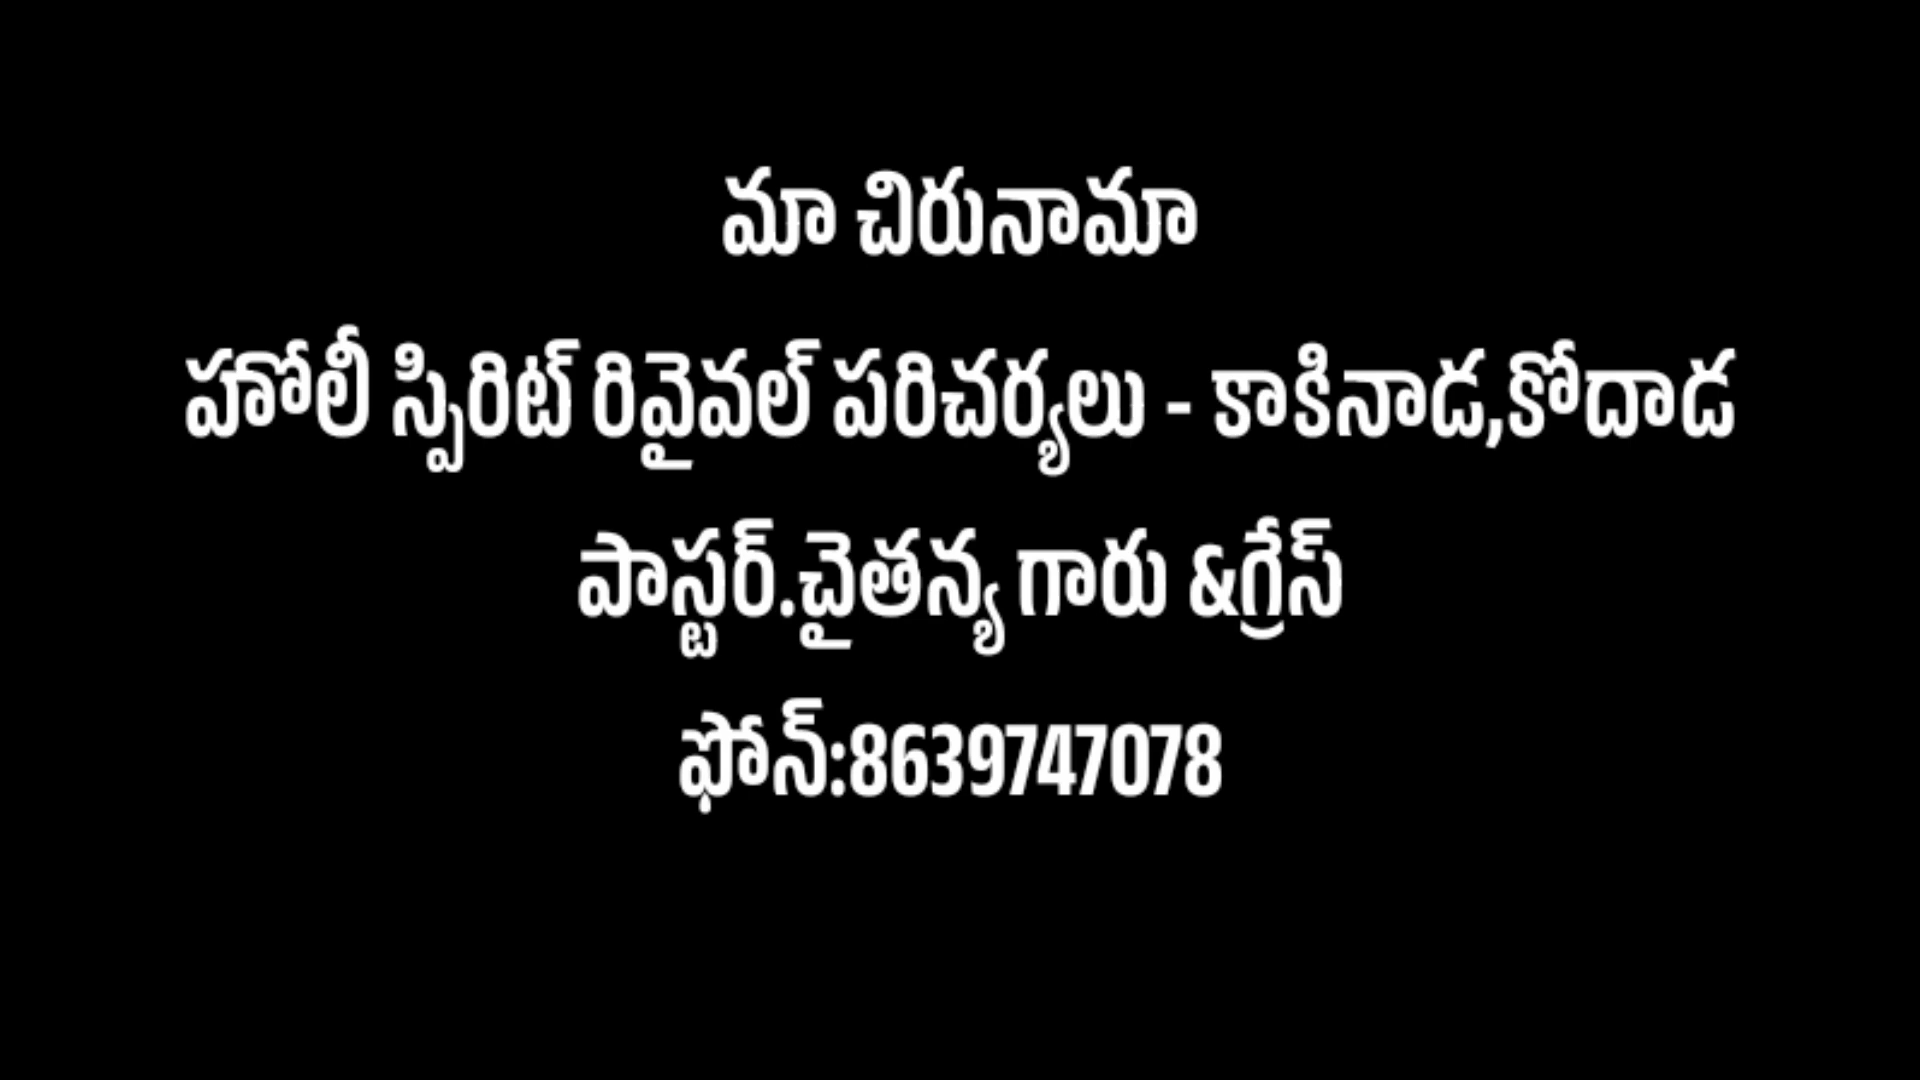 మా చిరునామా
హోలీ స్పిరిట్ రివైవల్ పరిచర్యలు - కాకినాడ,కోదాడ
పాస్టర్.చైతన్య గారు &గ్రేస్
ఫోన్:8639747078